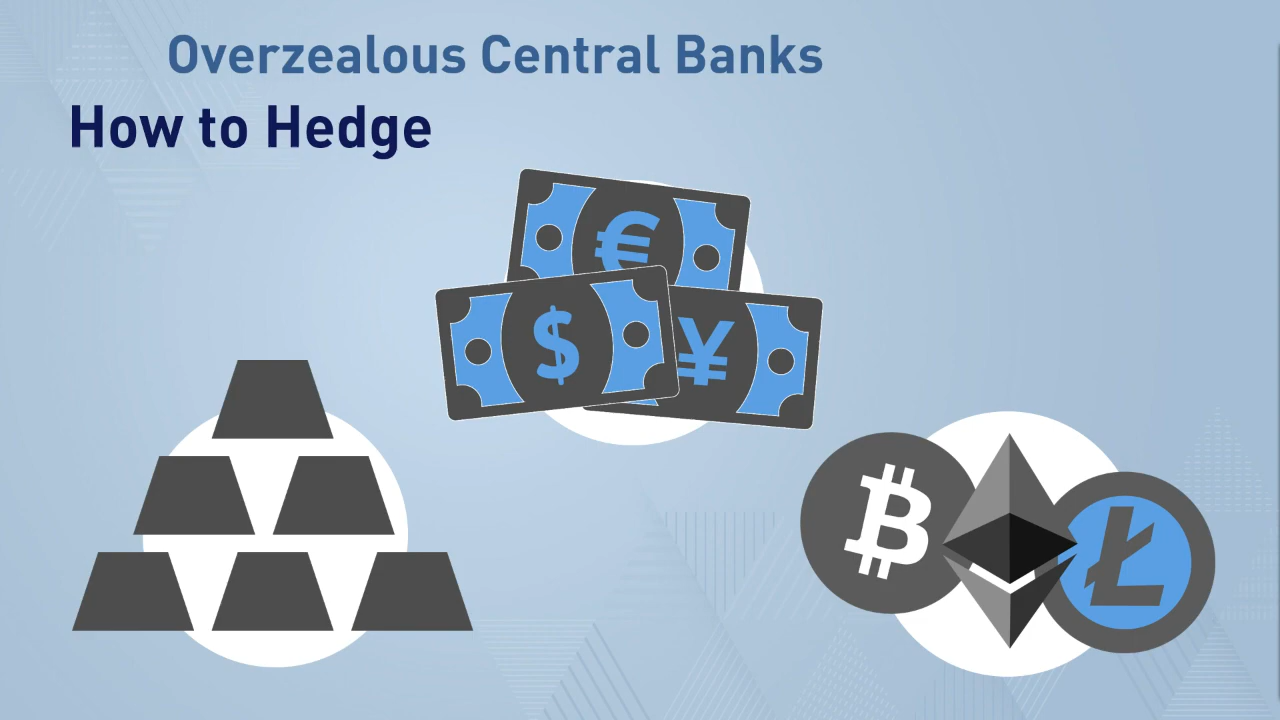 Overzealous Central Banks
How to Hedge
€
$
¥
₿
Ł